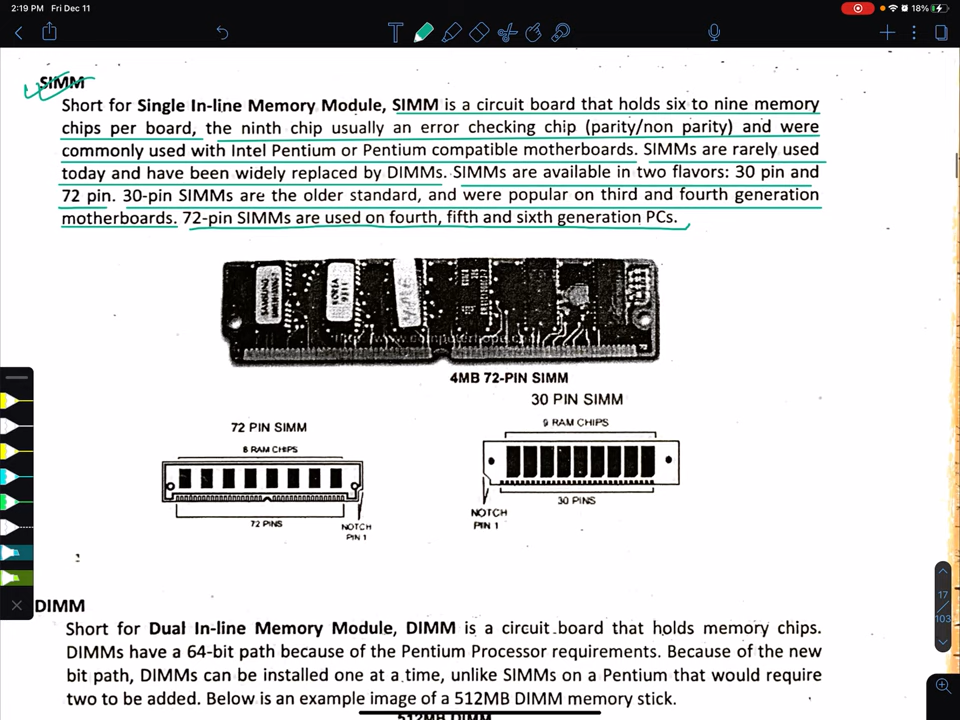 2:19 PM Fri Dec 11
18%
SIMM
Short for Single In-line Memory Module, SIMM is a circuit board that holds six to nine memory
chips per board, the ninth chip usually an error checking chip (parity/non parity) and were
commonly used with Intel Pentium or Pentium compatible motherboards. SIMMs are rarely used
today and have been widely replaced by DIMMs. SIMMs are available in two flavors: 30 pin and
72 pin. 30-pin SIMMs are the older standard, and were popular on third and fourth generation
motherboards. 72-pin SIMMs are used on fourth, fifth and sixth generation PCs.
SAMSUNG
KOREA
4MB 72-PIN SIMM
30 PIN SIMM
9 RAM CHIPS
72 PIN SIMM
8 RAM CHIPS
30 PINS
NOTCH
PIN 1
72 PINS
NOTCH
PIN 1
17
103
DIMM
Short for Dual In-line Memory Module, DIMM is a circuit board that holds memory chips.
DIMMs have a 64-bit path because of the Pentium Processor requirements. Because of the new
bit path, DIMMs can be installed one at a time, unlike SIMMs on a Pentium that would require
two to be added. Below is an example image of a 512MB DIMM memory stick.
512MB DIMM